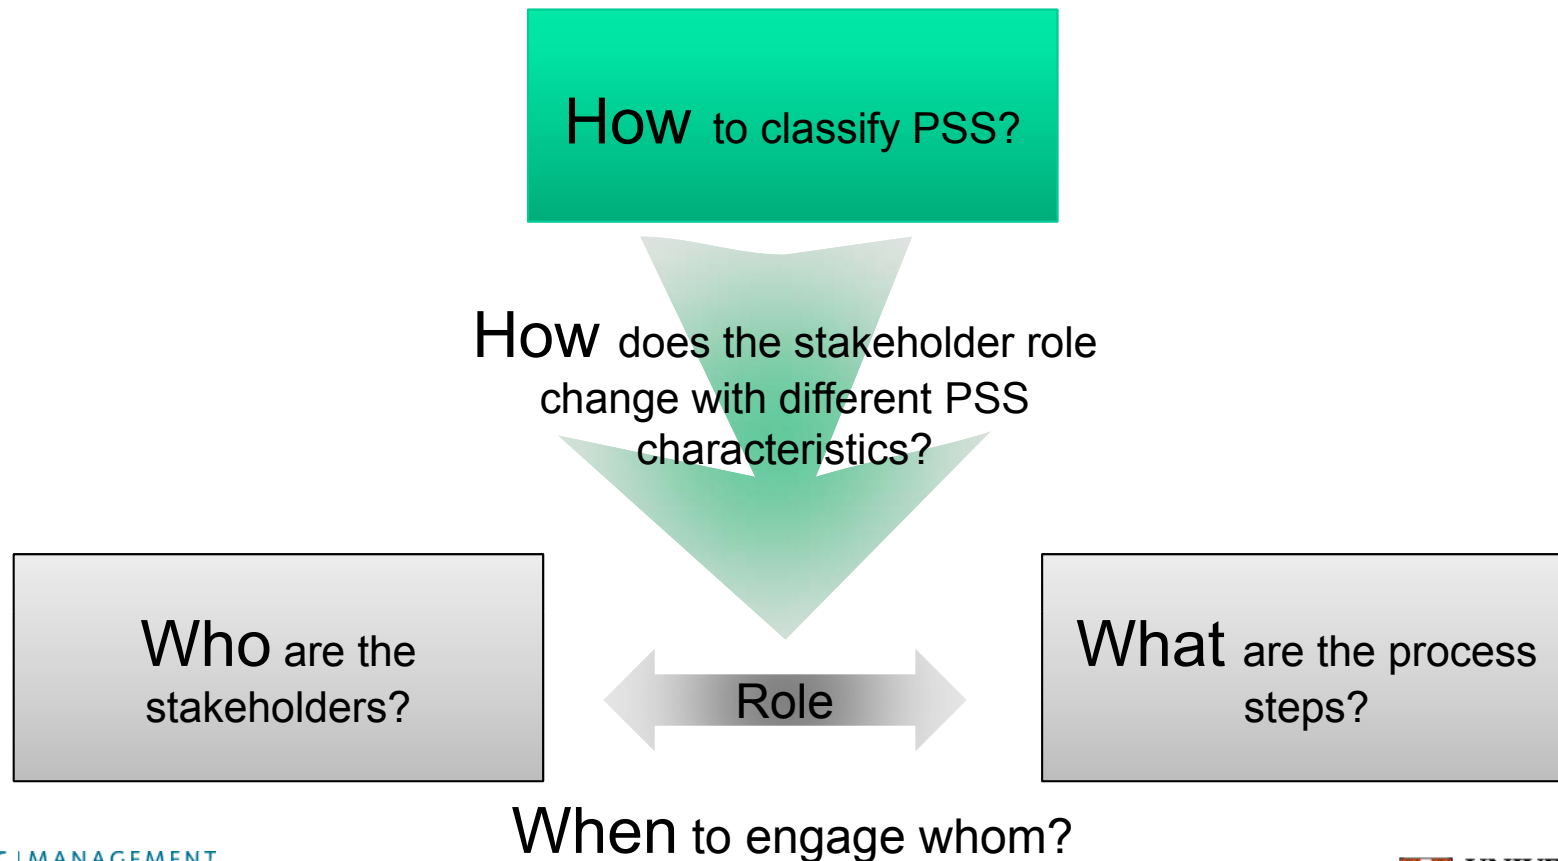 How to classify PSS?
How does the stakeholder role
change with different PSS
characteristics?
Who are the
stakeholders?
Role
What are the process
steps?
When to engage whom?
MANAGEMENT